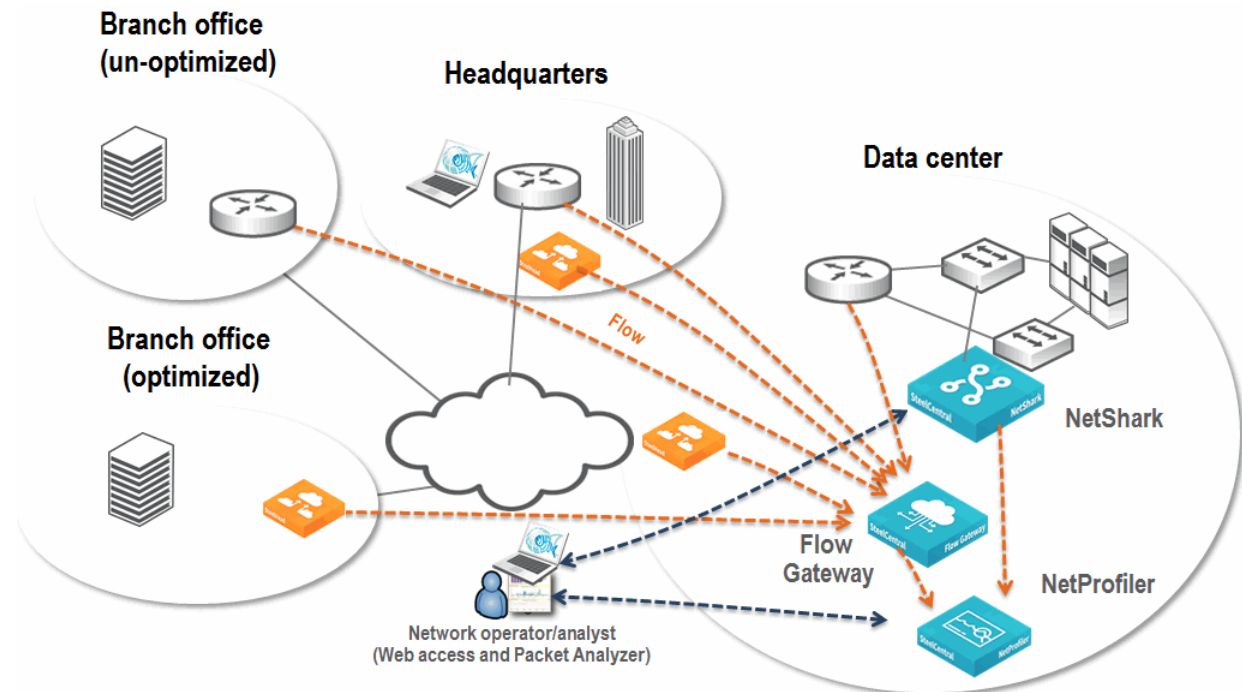 Branch office
(un-optimized)
Headquarters
Data center
Flow
Branch office
(optimized)
SteelCentral
NetShark
NetShark
SteelCentral
Flow Gateway
Flow
Gateway
NetProfiler
SteelCentral
NetProfiler
Network operator/analyst
(Web access and Packet Analyzer)